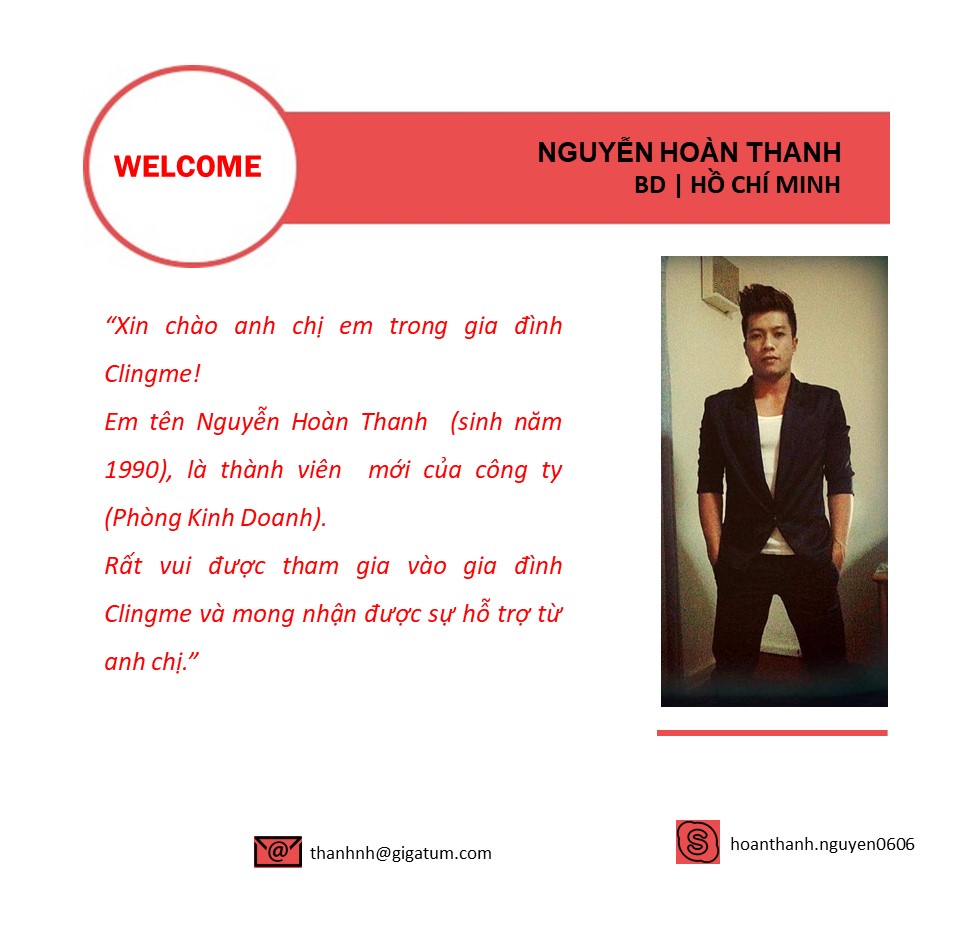 WELCOME
NGUYỄN HOÀN THANH
BD | HỒ CHÍ MINH
“Xin chào anh chị em trong gia đình
Clingme!
Em tên Nguyễn Hoàn Thanh (sinh năm
1990), là thành viên mới của công ty
(Phòng Kinh Doanh).
Rất vui được tham gia vào gia đình
Clingme và mong nhận được sự hỗ trợ từ
anh chị.”
thanhnh@gigatum.com
hoanthanh.nguyen0606